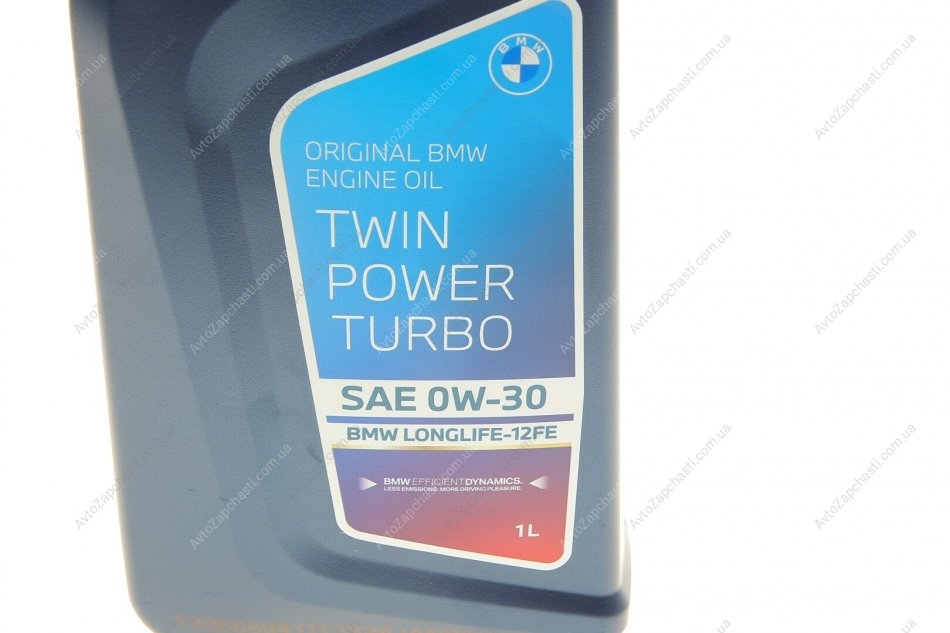 BMW
ORIGINAL BMW
ENGINE OIL
TWIN
POWER
TURBO
SAE 0W-30
BMW LONGLIFE-12FE
BMW EFFICIENTDYNAMICS.
LESS EMISSIONS. MORE DRIVING PLEASURE.
1L
AvtoZapchasti.com.ua